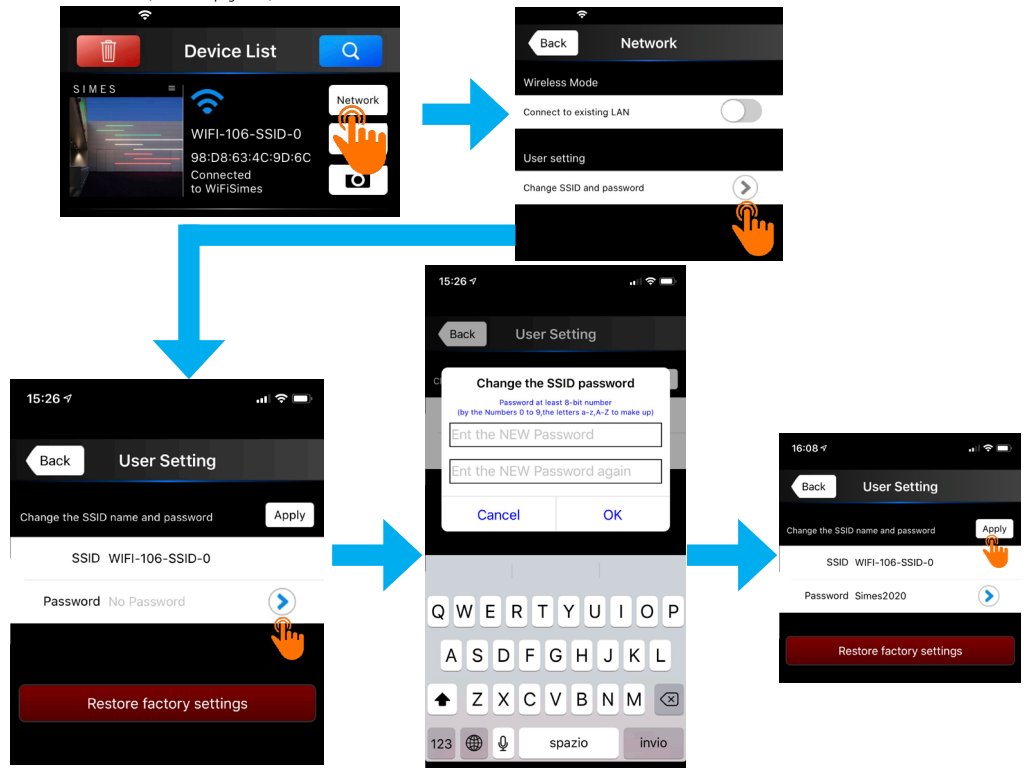 Device List
SIMES
Network
WIFI-106-SSID-0
98:D8:63:4C:9D:6C
Connected
to WiFiSimes
Back Network
Wireless Mode
Connect to existing LAN
User setting
Change SSID and password
15:26
Back User Setting
Change the SSID name and password Apply
SSID WIFI-106-SSID-0
Password No Password
Restore factory settings
15:26
Back User Setting
Change the SSID password
Password at least 8-bit number
(by the Numbers 0 to 9,the letters a-z,A-Z to make up)
Ent the NEW Password
Ent the NEW Password again
Cancel OK
Q W E R T Y U I O P
A S D F G H J K L
Z X C V B N M
123 spazio invio
16:08
Back User Setting
Change the SSID name and password Apply
SSID WIFI-106-SSID-0
Password Simes2020
Restore factory settings